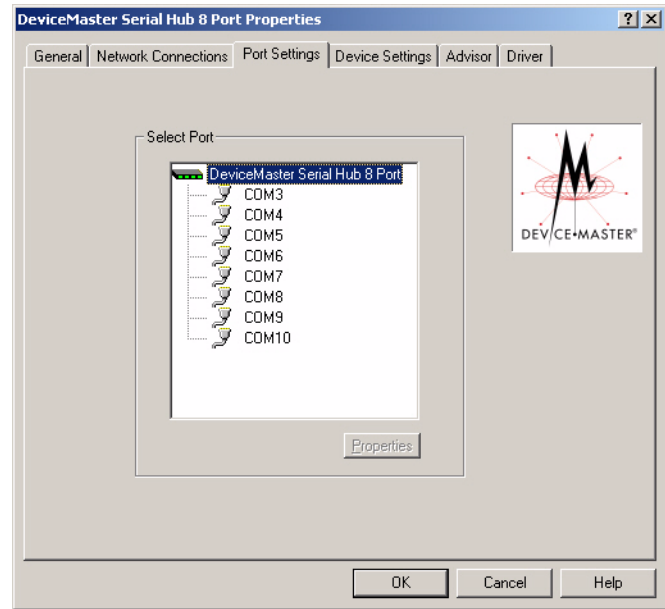 DeviceMaster Serial Hub 8 Port Properties
? X
General Network Connections Port Settings Device Settings Advisor Driver
Select Port
DeviceMaster Serial Hub 8 Port
COM3
COM4
COM5
COM6
COM7
COM8
COM9
COM10
DEVICE•MASTER®
Properties
OK Cancel Help